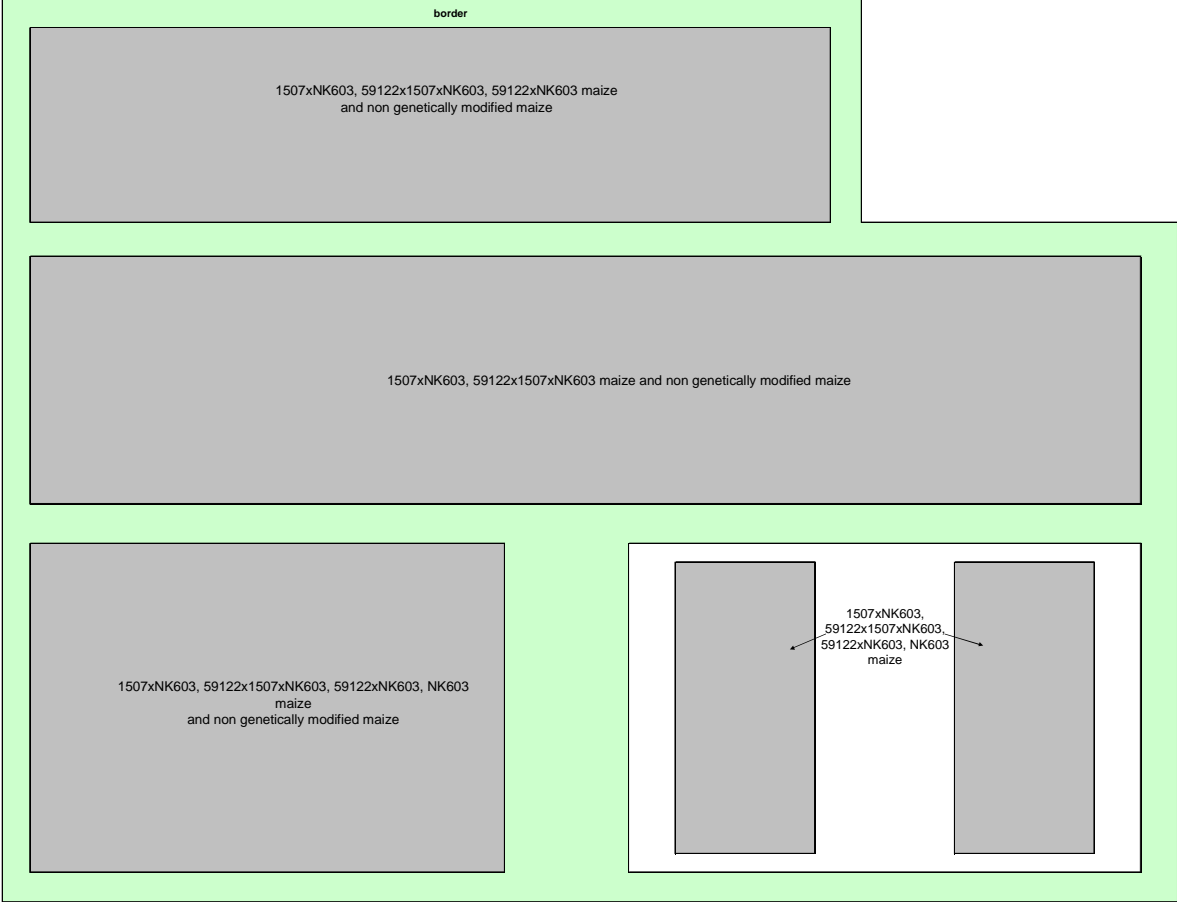 border
1507xNK603, 59122x1507xNK603, 59122xNK603 maize
and non genetically modified maize
1507xNK603, 59122x1507xNK603 maize and non genetically modified maize
1507xNK603, 59122x1507xNK603, 59122xNK603, NK603
maize
and non genetically modified maize
1507xNK603,
59122x1507xNK603,
59122xNK603, NK603
maize